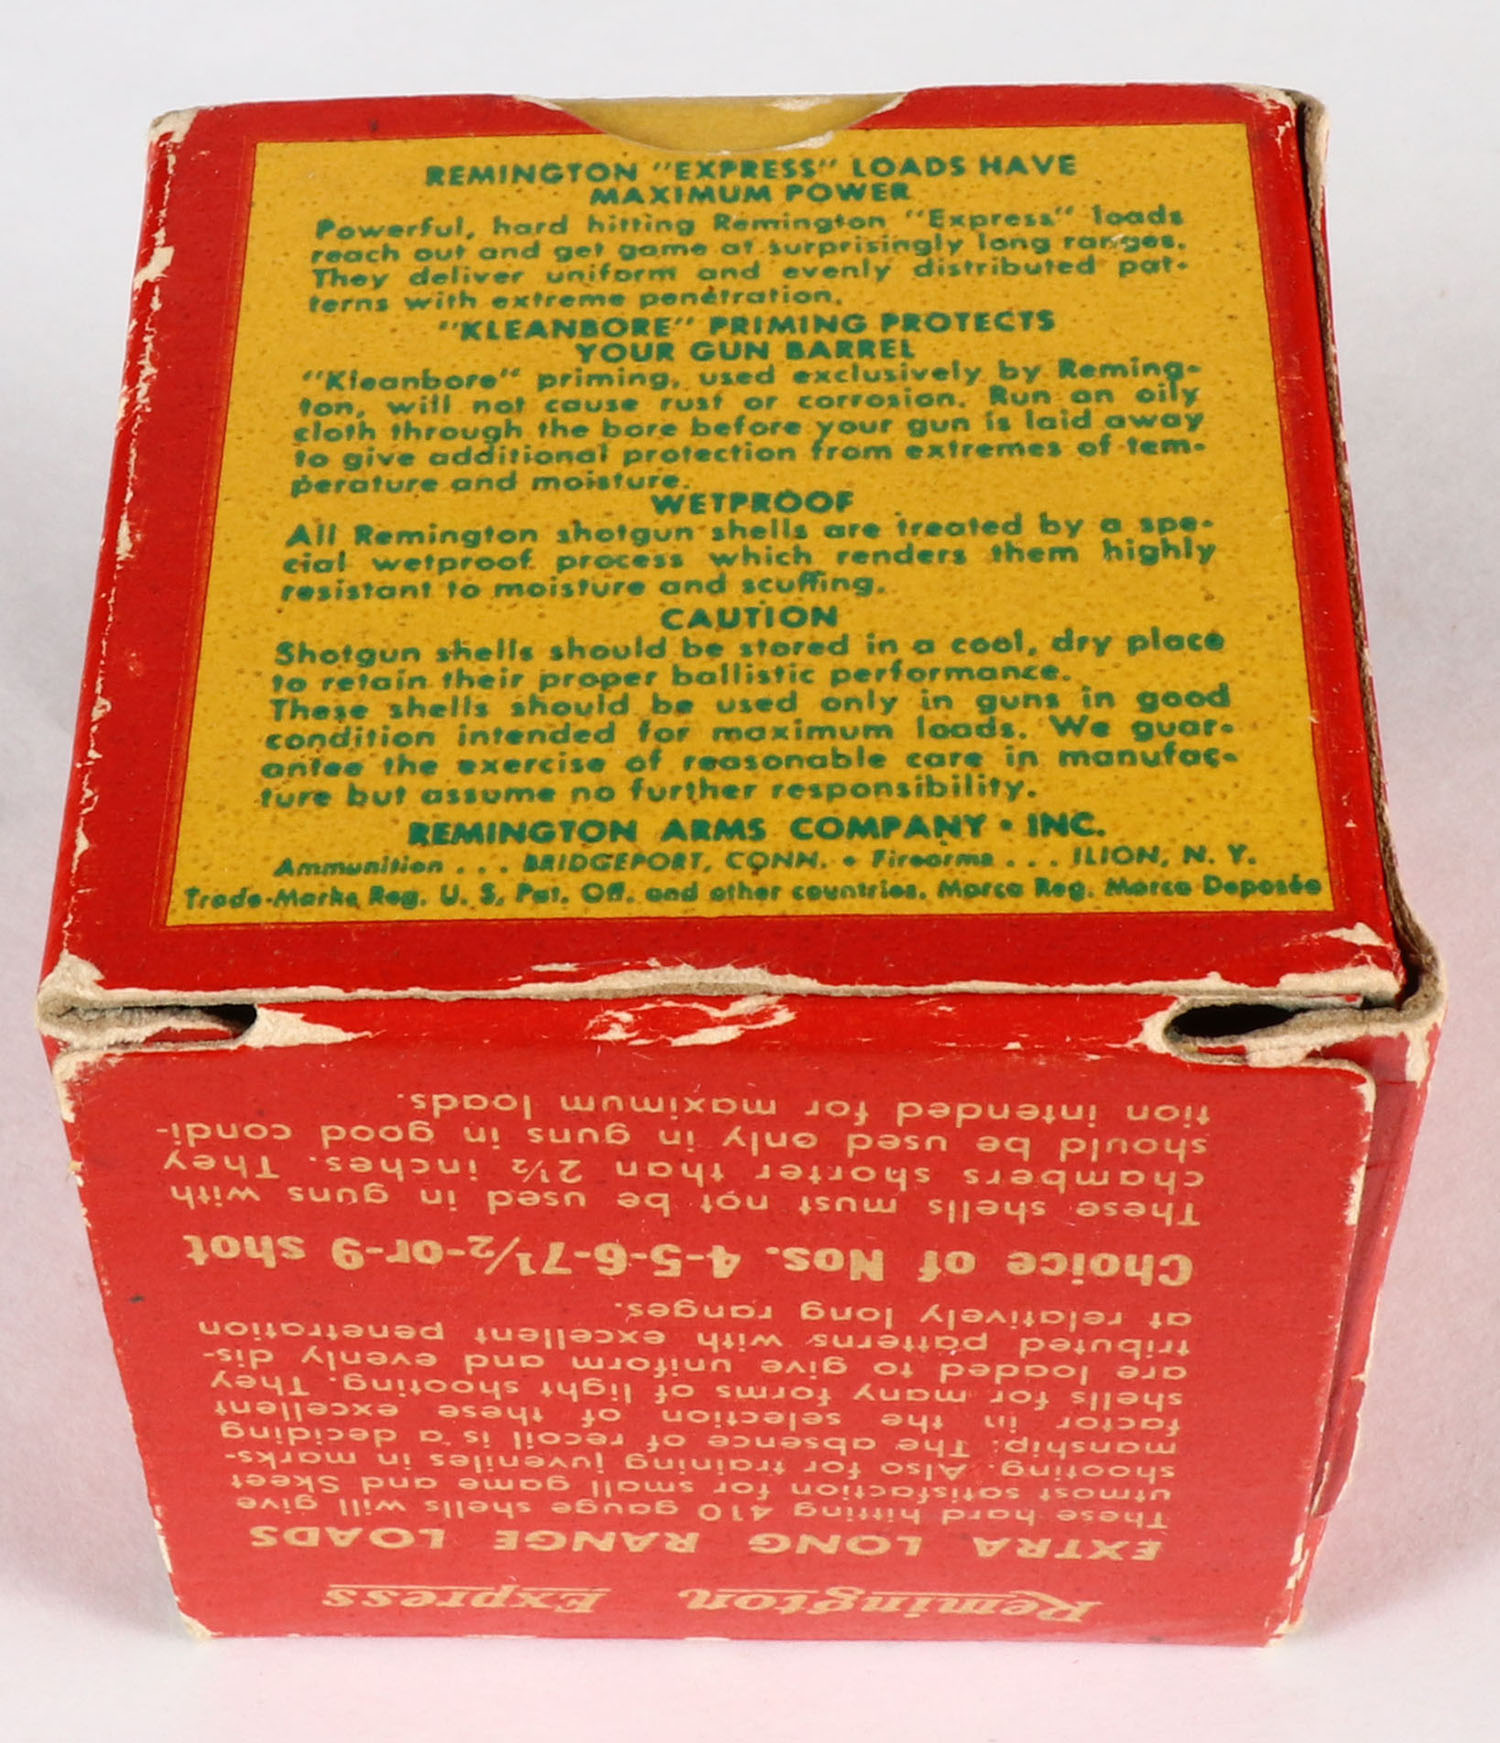 REMINGTON "EXPRESS" LOADS HAVE
MAXIMUM POWER
Powerful, hard hitting Remington "Express" loads
reach out and get game at surprisingly long ranges.
They deliver uniform and evenly distributed pat-
terns with extreme penetration.
"KLEANBORE" PRIMING PROTECTS
YOUR GUN BARREL
"Kleanbore" priming, used exclusively by Reming-
ton, will not cause rust or corrosion. Run an oily
cloth through the bore before your gun is laid away
to give additional protection from extremes of tem-
perature and moisture.
WETPROOF
All Remington shotgun shells are treated by a spe-
cial wetproof process which renders them highly
resistant to moisture and scuffing.
CAUTION
Shotgun shells should be stored in a cool, dry place
to retain their proper ballistic performance.
These shells should be used only in guns in good
condition intended for maximum loads. We guar-
antee the exercise of reasonable care in manufac-
ture but assume no further responsibility.
REMINGTON ARMS COMPANY • INC.
Ammunition . . . BRIDGEPORT, CONN. • Firearms . . . ILION, N. Y.
Trade-Marks Reg. U. S. Pat. Off. and other countries. Marca Reg. Marca Deposée
Remington Express
EXTRA LONG RANGE LOADS
These hard hitting 410 gauge shells will give
utmost satisfaction for small game and Skeet
shooting. Also for training juveniles in marks-
manship. The absence of recoil is a deciding
factor in the selection of these excellent
shells for many forms of light shooting. They
are loaded to give uniform and evenly dis-
tributed patterns with excellent penetration
at relatively long ranges.
Choice of Nos. 4-5-6-7½-or-9 shot
These shells must not be used in guns with
chambers shorter than 2½ inches. They
should be used only in guns in good condi-
tion intended for maximum loads.